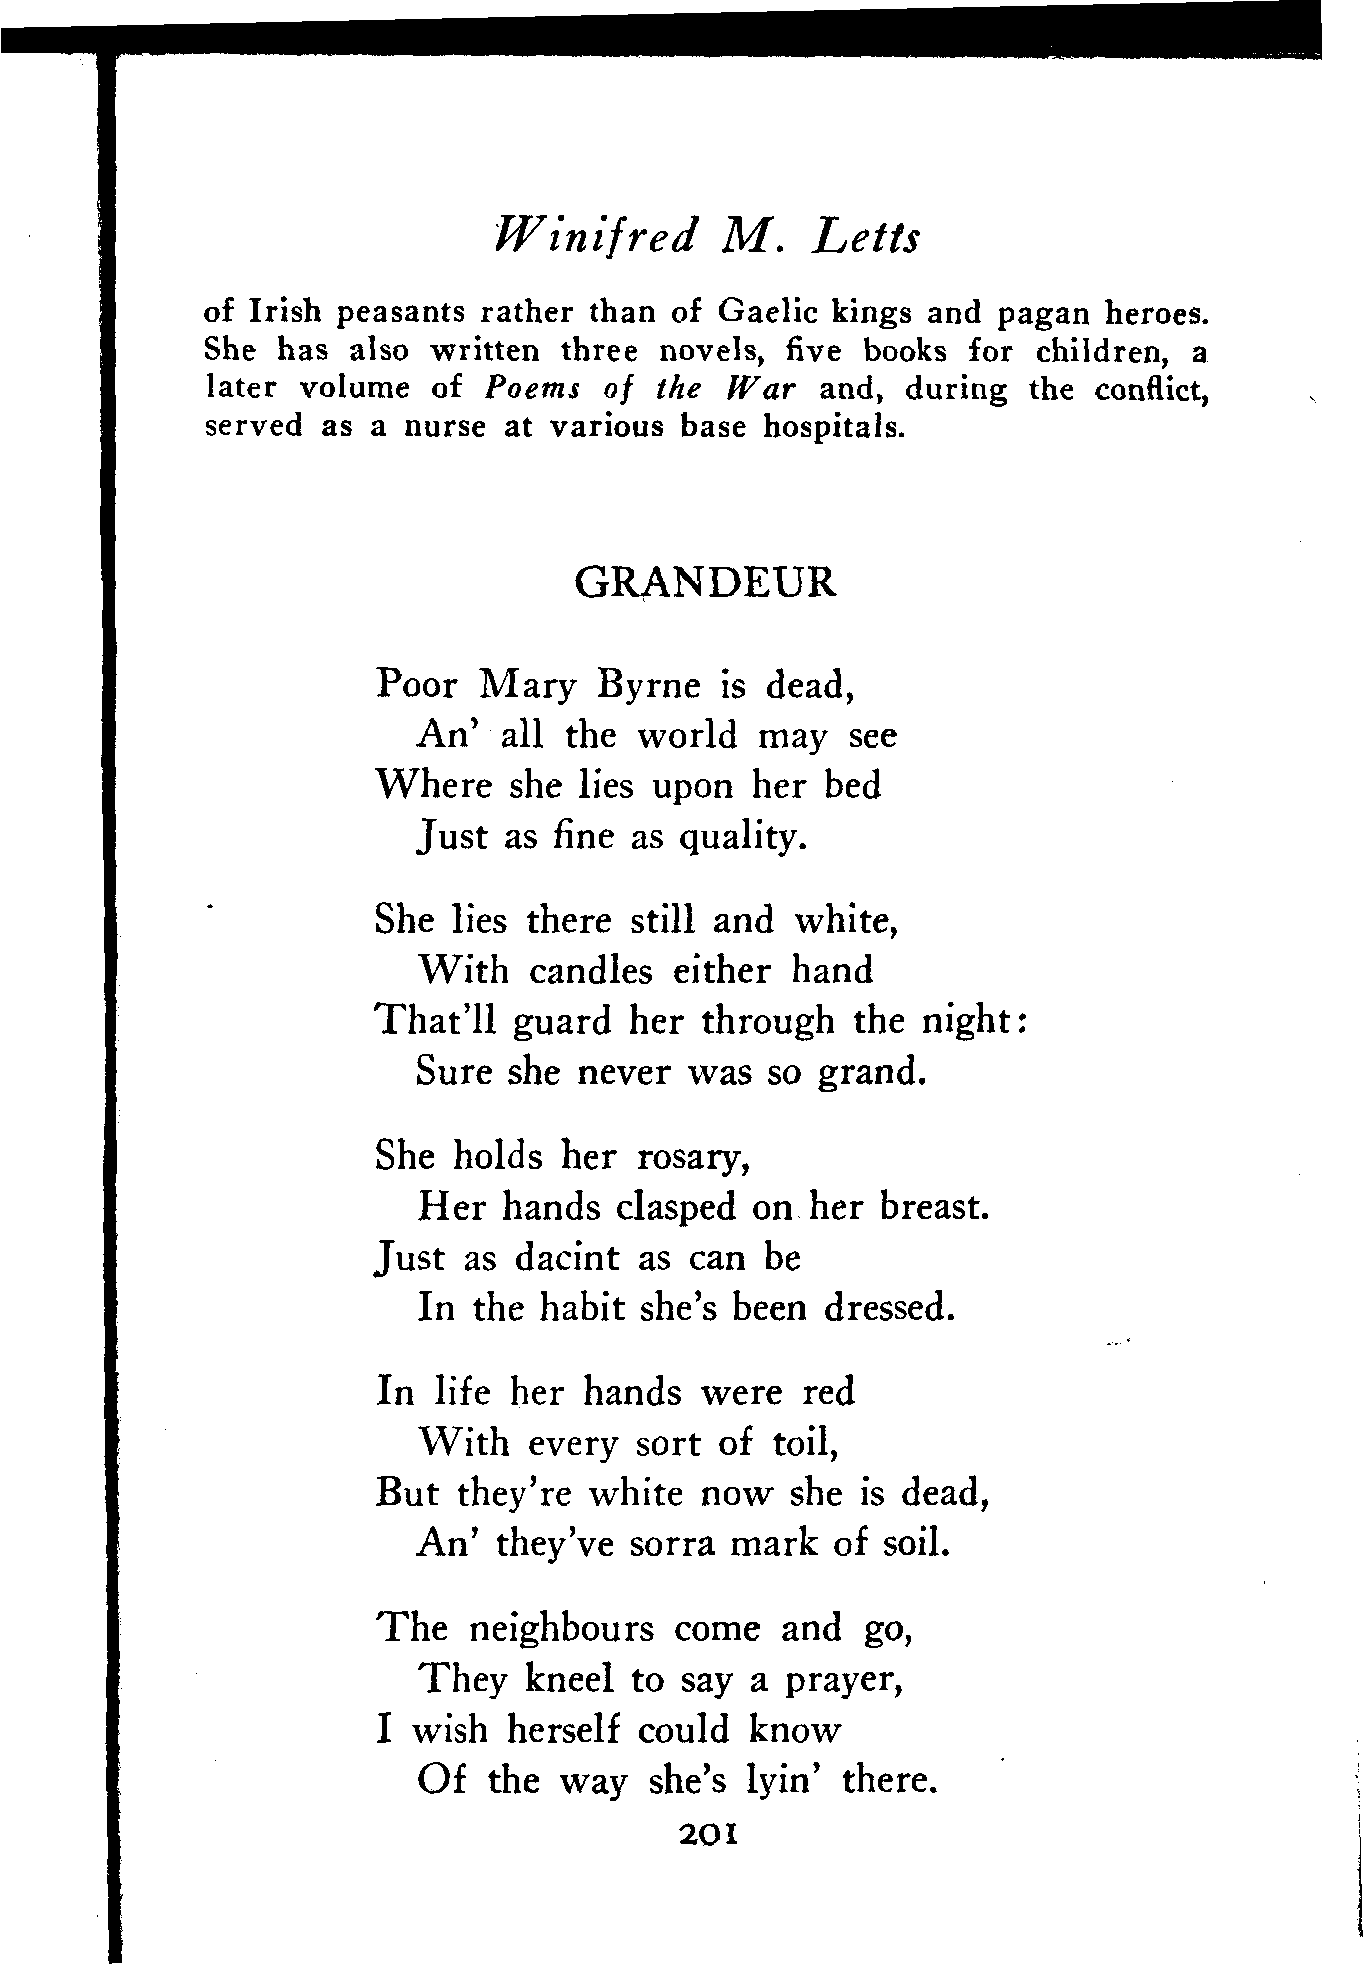 Winifred M. Letts
of Irish peasants rather than of Gaelic kings and pagan heroes.
She has also written three novels, five books for children, a
later volume of Poems of the War and, during the conflict,
served as a nurse at various base hospitals.
GRANDEUR
Poor Mary Byrne is dead,
An' all the world may see
Where she lies upon her bed
Just as fine as quality.
She lies there still and white,
With candles either hand
That'll guard her through the night:
Sure she never was so grand.
She holds her rosary,
Her hands clasped on her breast.
Just as dacint as can be
In the habit she's been dressed.
In life her hands were red
With every sort of toil,
But they're white now she is dead,
An' they've sorra mark of soil.
The neighbours come and go,
They kneel to say a prayer,
I wish herself could know
Of the way she's lyin' there.
201